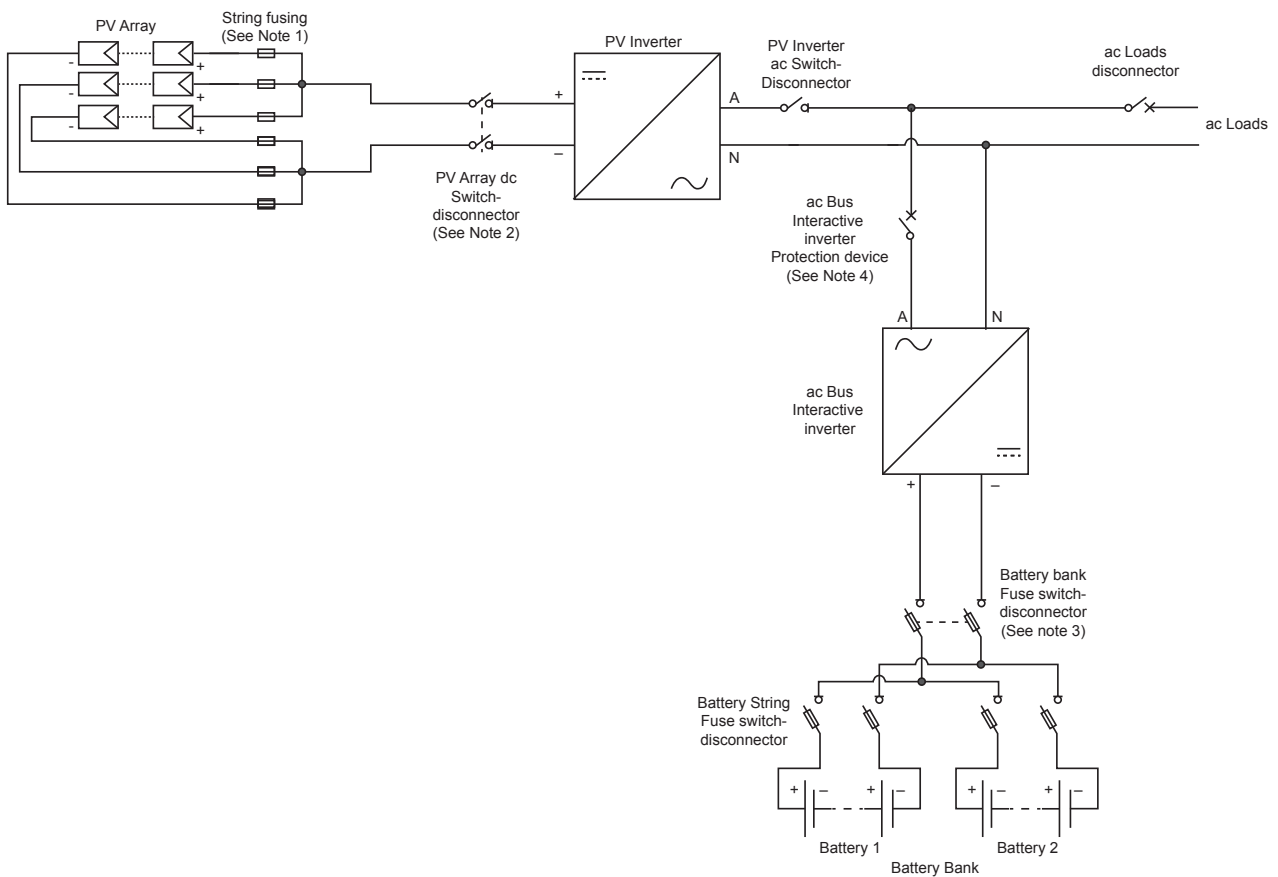 PV Array
String fusing
(See Note 1)
- +
- +
- +
PV Array dc
Switch-
disconnector
(See Note 2)
PV Inverter
+
–
A
N
PV Inverter
ac Switch-
Disconnector
ac Loads
disconnector
ac Loads
ac Bus
Interactive
inverter
Protection device
(See Note 4)
A N
ac Bus
Interactive
inverter
+ –
Battery bank
Fuse switch-
disconnector
(See note 3)
Battery String
Fuse switch-
disconnector
+ – + –
+ – + –
Battery 1
Battery 2
Battery Bank